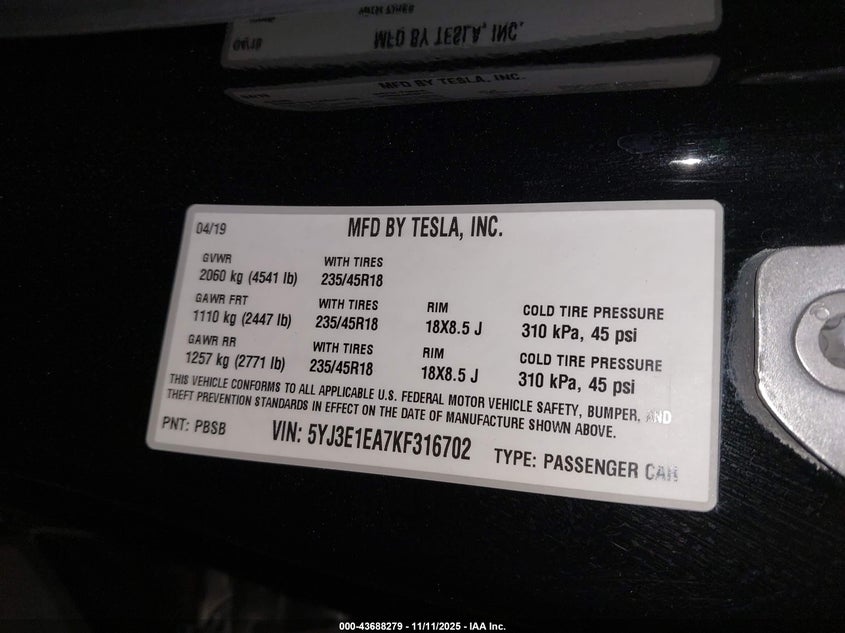 WITH TIRES
04/19
MFD BY TESLA, INC.
MFD BY TESLA, INC.
04/19
MFD BY TESLA, INC.
GVWR
WITH TIRES
2060 kg (4541 lb)
235/45R18
GAWR FRT
WITH TIRES
RIM
COLD TIRE PRESSURE
1110 kg (2447 lb)
235/45R18
18X8.5 J
310 kPa, 45 psi
GAWR RR
WITH TIRES
RIM
COLD TIRE PRESSURE
1257 kg (2771 lb)
235/45R18
18X8.5 J
310 kPa, 45 psi
THIS VEHICLE CONFORMS TO ALL APPLICABLE U.S. FEDERAL MOTOR VEHICLE SAFETY, BUMPER, AND
THEFT PREVENTION STANDARDS IN EFFECT ON THE DATE OF MANUFACTURE SHOWN ABOVE.
PNT: PBSB
VIN: 5YJ3E1EA7KF316702
TYPE: PASSENGER CAR
000-43688279 - 11/11/2025 - IAA Inc.